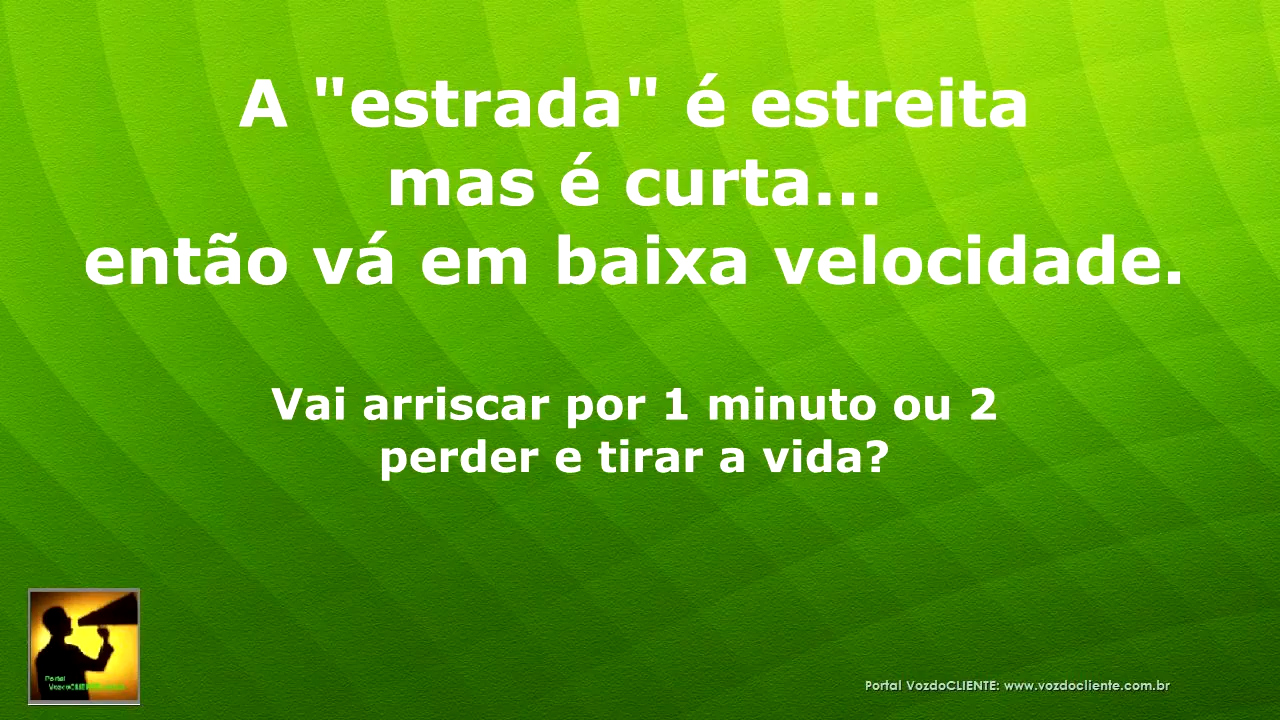 A "estrada" é estreita
mas é curta...
então vá em baixa velocidade.
Vai arriscar por 1 minuto ou 2
perder e tirar a vida?
Portal
Portal VozdoCLIENTE: www.vozdocliente.com.br